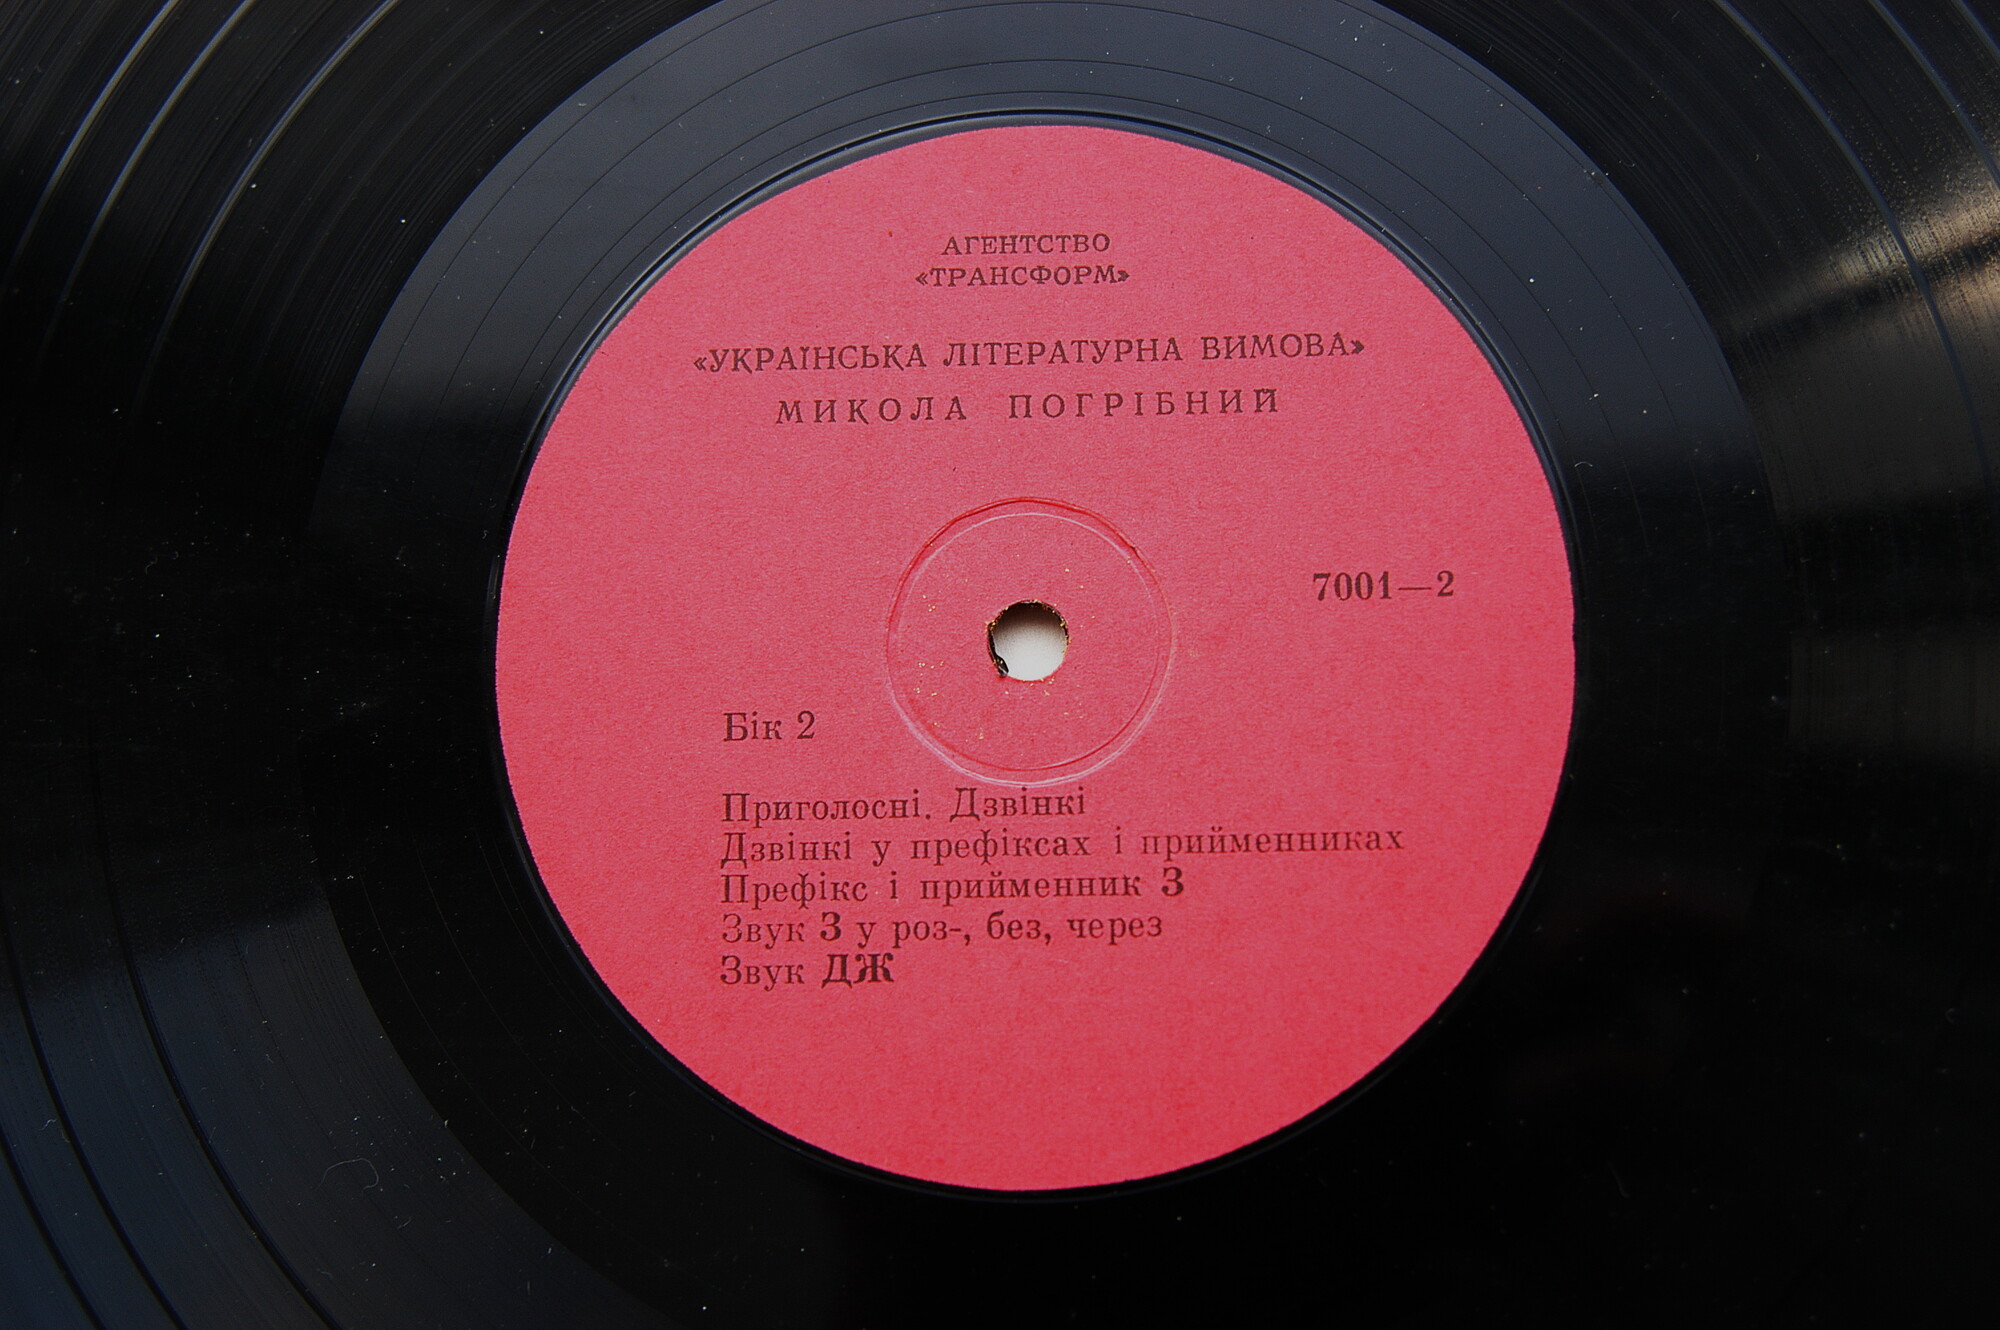 АГЕНТСТВО
«ТРАНСФОРМ»
«УКРАЇНСЬКА ЛІТЕРАТУРНА ВИМОВА»
МИКОЛА ПОГРІБНИЙ
7001—2
Бік 2
Приголосні. Дзвінкі
Дзвінкі у префіксах і прийменниках
Префікс і прийменник З
Звук З у роз-, без, через
Звук ДЖ